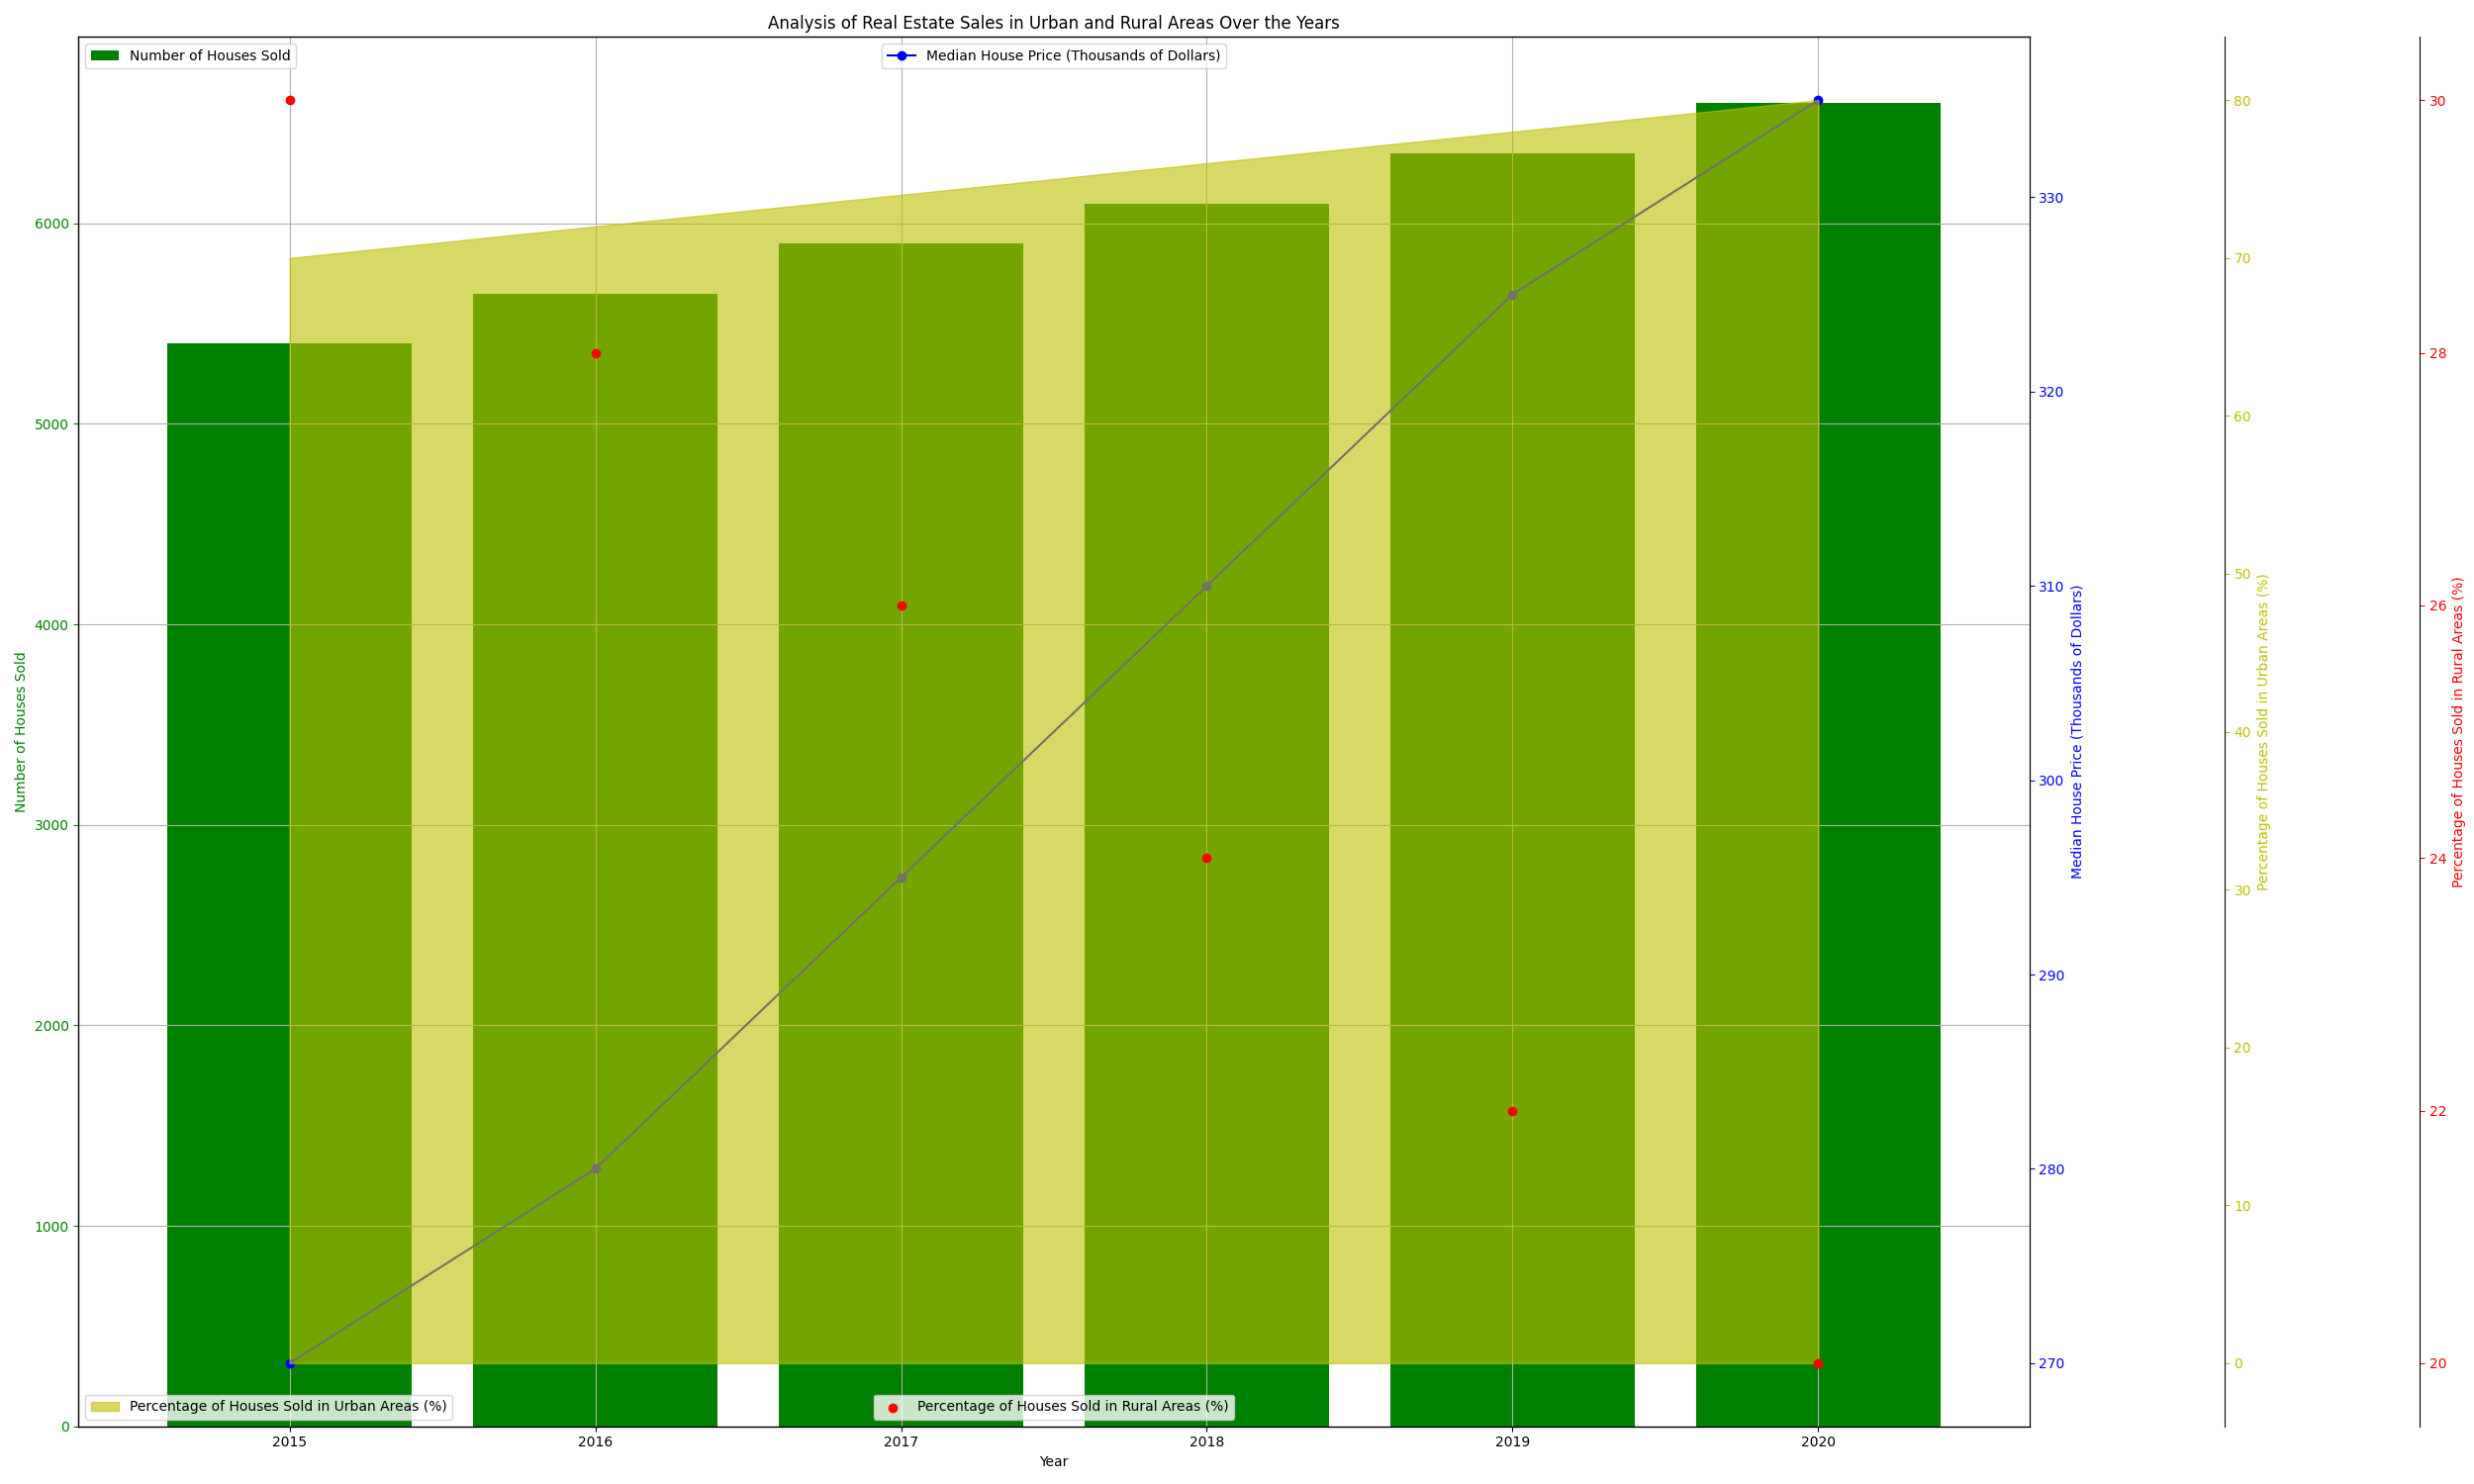 Analysis of Real Estate Sales in Urban and Rural Areas Over the Years
Number of Houses Sold
Median House Price (Thousands of Dollars)
Percentage of Houses Sold in Urban Areas (%)
Percentage of Houses Sold in Rural Areas (%)
Number of Houses Sold
6000
5000
4000
3000
2000
1000
0
2015 2016 2017 2018 2019 2020
Year
330
320
310
300
290
280
270
Median House Price (Thousands of Dollars)
80
70
60
50
40
30
20
10
0
Percentage of Houses Sold in Urban Areas (%)
30
28
26
24
22
20
Percentage of Houses Sold in Rural Areas (%)